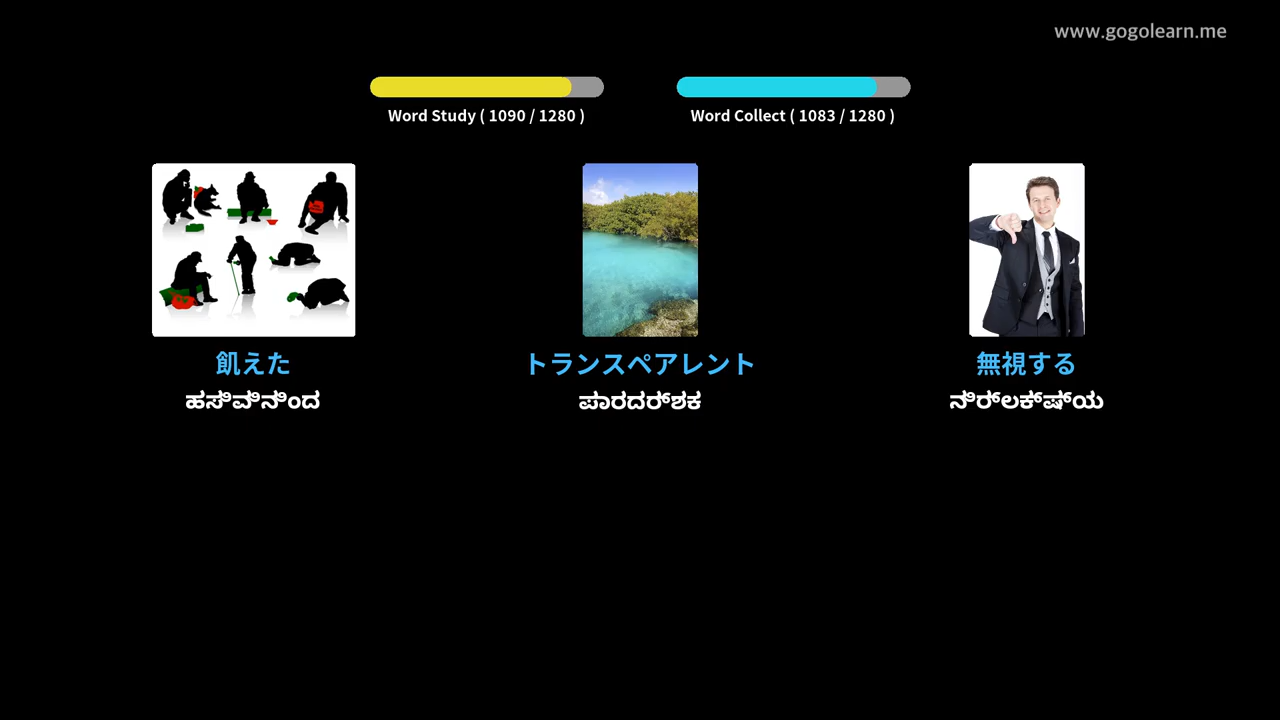 www.gogolearn.me
Word Study ( 1090 / 1280 )
Word Collect ( 1083 / 1280 )
飢えた
トランスペアレント
無視する
ಹಸಿವಿನಿಂದ
ಪಾರದರ್ಶಕ
ನಿರ್ಲಕ್ಷ್ಯ